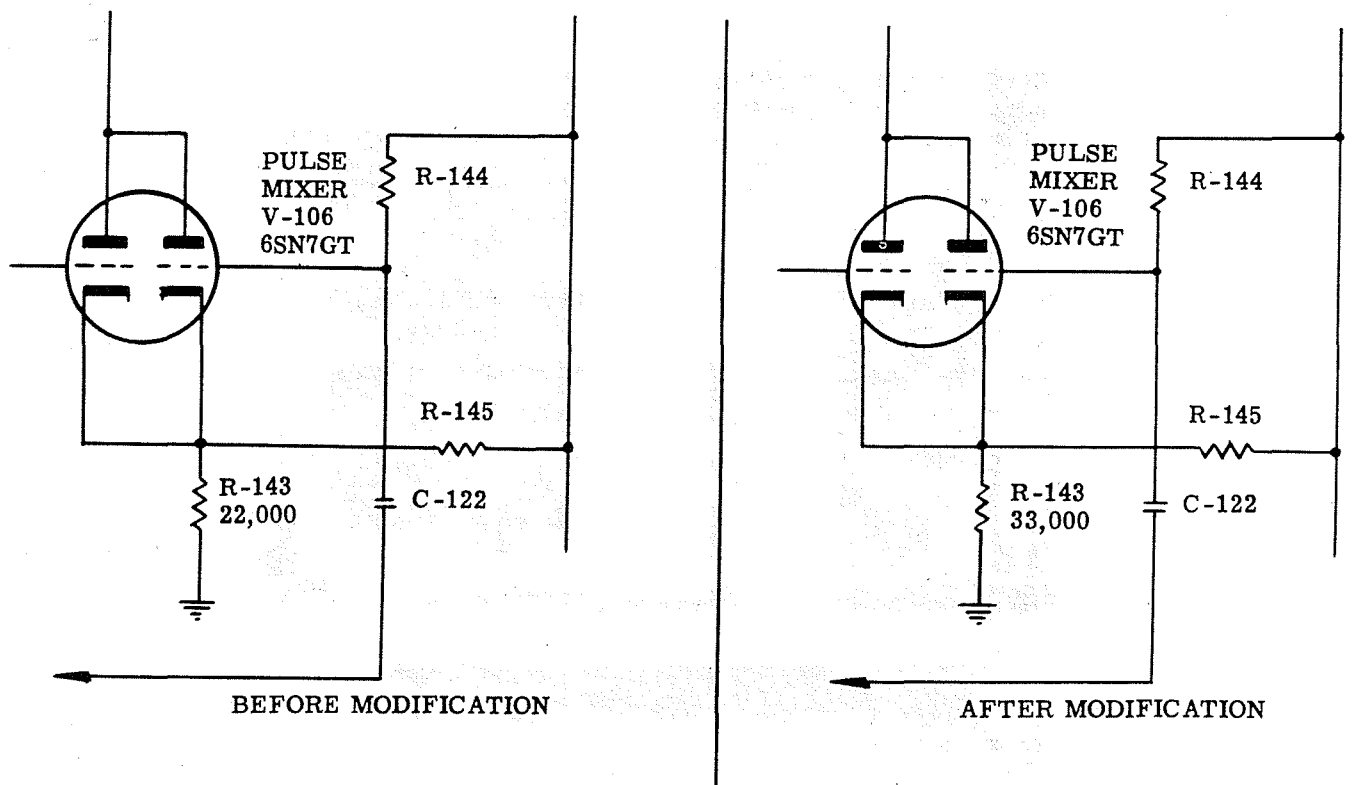 PULSE
MIXER
V-106
6SN7GT
R-144
R-145
R-143
22,000
C-122
BEFORE MODIFICATION
PULSE
MIXER
V-106
6SN7GT
R-144
R-145
R-143
33,000
C-122
AFTER MODIFICATION